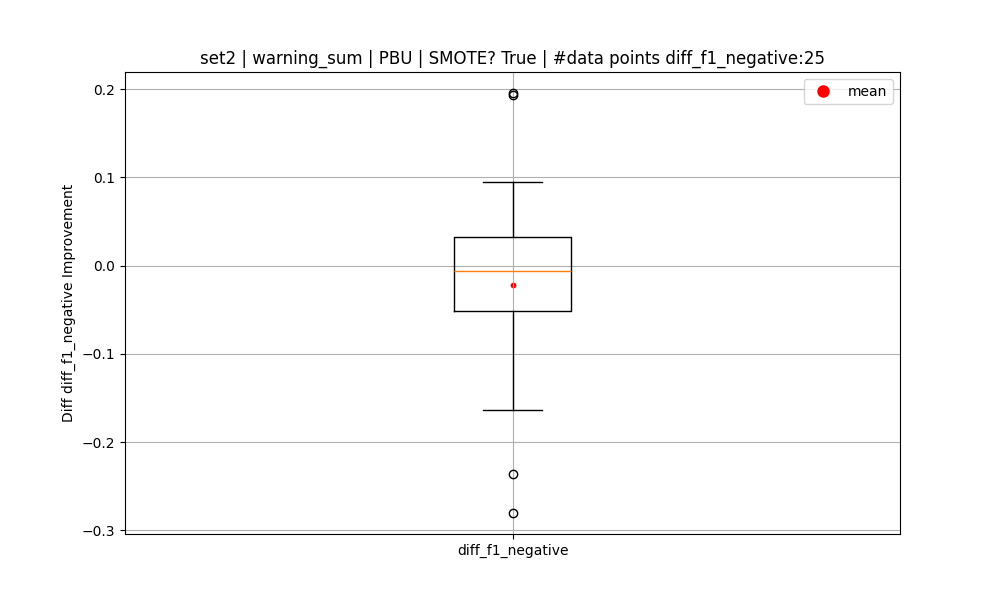 set2 | warning_sum | PBU | SMOTE? True | #data points diff_f1_negative:25
mean
Diff diff_f1_negative Improvement
0.2
0.1
0.0
−0.1
−0.2
−0.3
diff_f1_negative